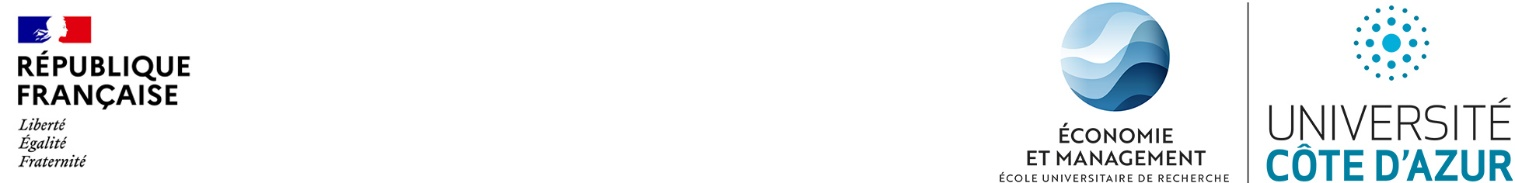 RÉPUBLIQUE
FRANÇAISE
Liberté
Égalité
Fraternité
ÉCONOMIE
ET MANAGEMENT
ÉCOLE UNIVERSITAIRE DE RECHERCHE
UNIVERSITÉ
CÔTE D'AZUR